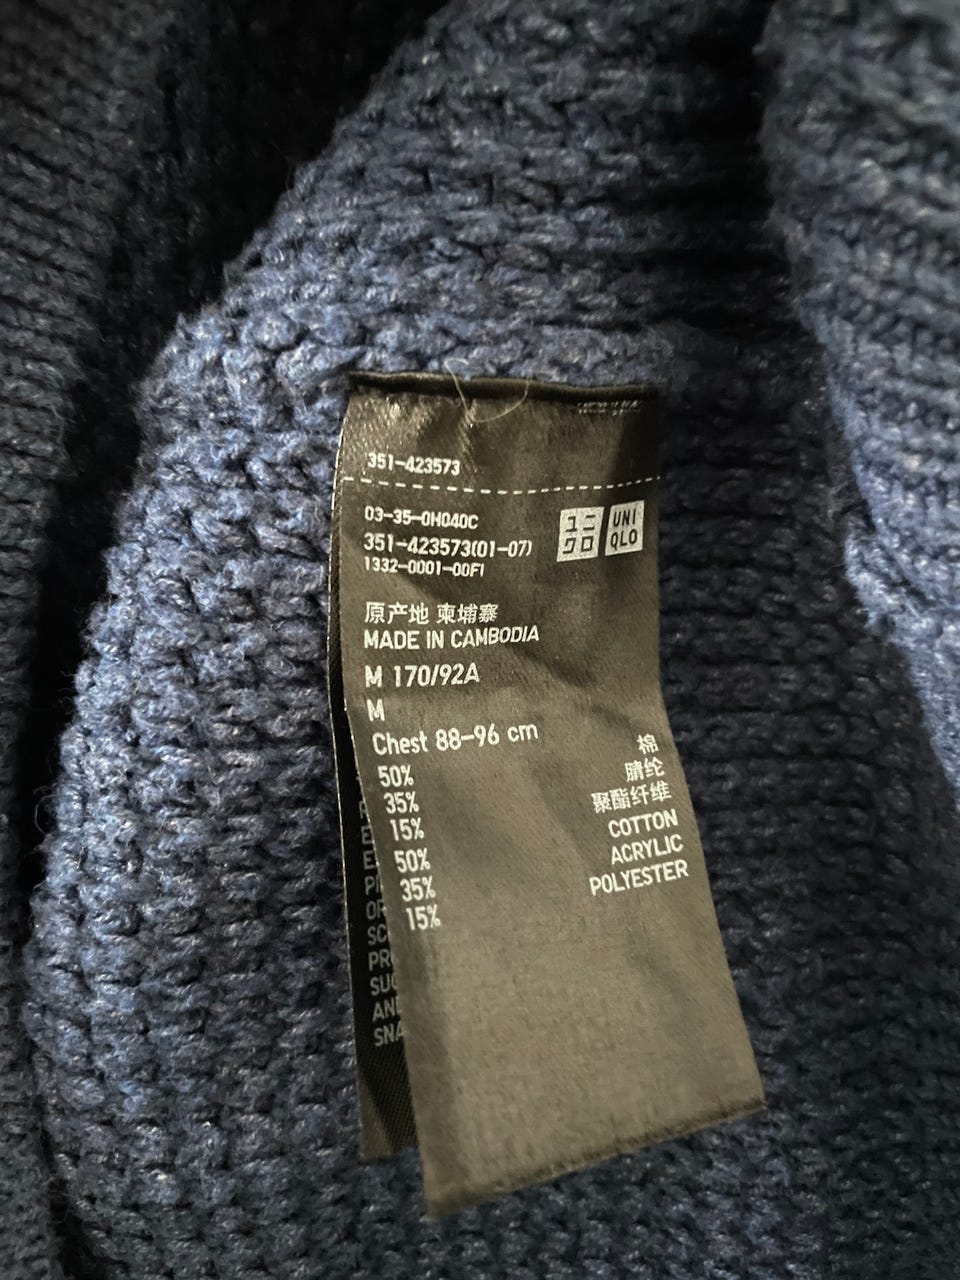 351-423573
03-35-0H040C
351-423573(01-07)
1332-0001-00F1
UNI
QLO
原产地 柬埔寨
MADE IN CAMBODIA
M 170/92A
M
Chest 88-96 cm
50% 棉
35% 腈纶
15% 聚酯纤维
50% COTTON
35% ACRYLIC
15% POLYESTER